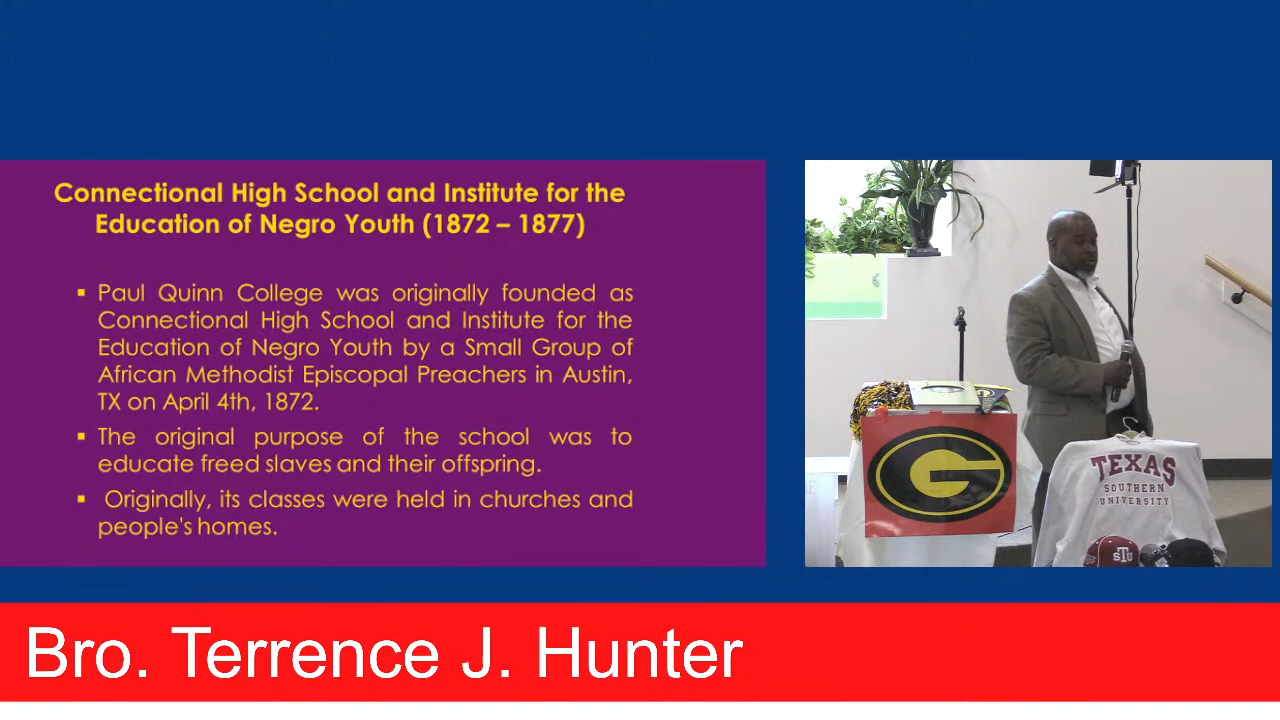 Connectional High School and Institute for the
Education of Negro Youth (1872 – 1877)
▪ Paul Quinn College was originally founded as
Connectional High School and Institute for the
Education of Negro Youth by a Small Group of
African Methodist Episcopal Preachers in Austin,
TX on April 4th, 1872.
▪ The original purpose of the school was to
educate freed slaves and their offspring.
▪ Originally, its classes were held in churches and
people's homes.
G
TEXAS
SOUTHERN
UNIVERSITY
TSU
Bro. Terrence J. Hunter